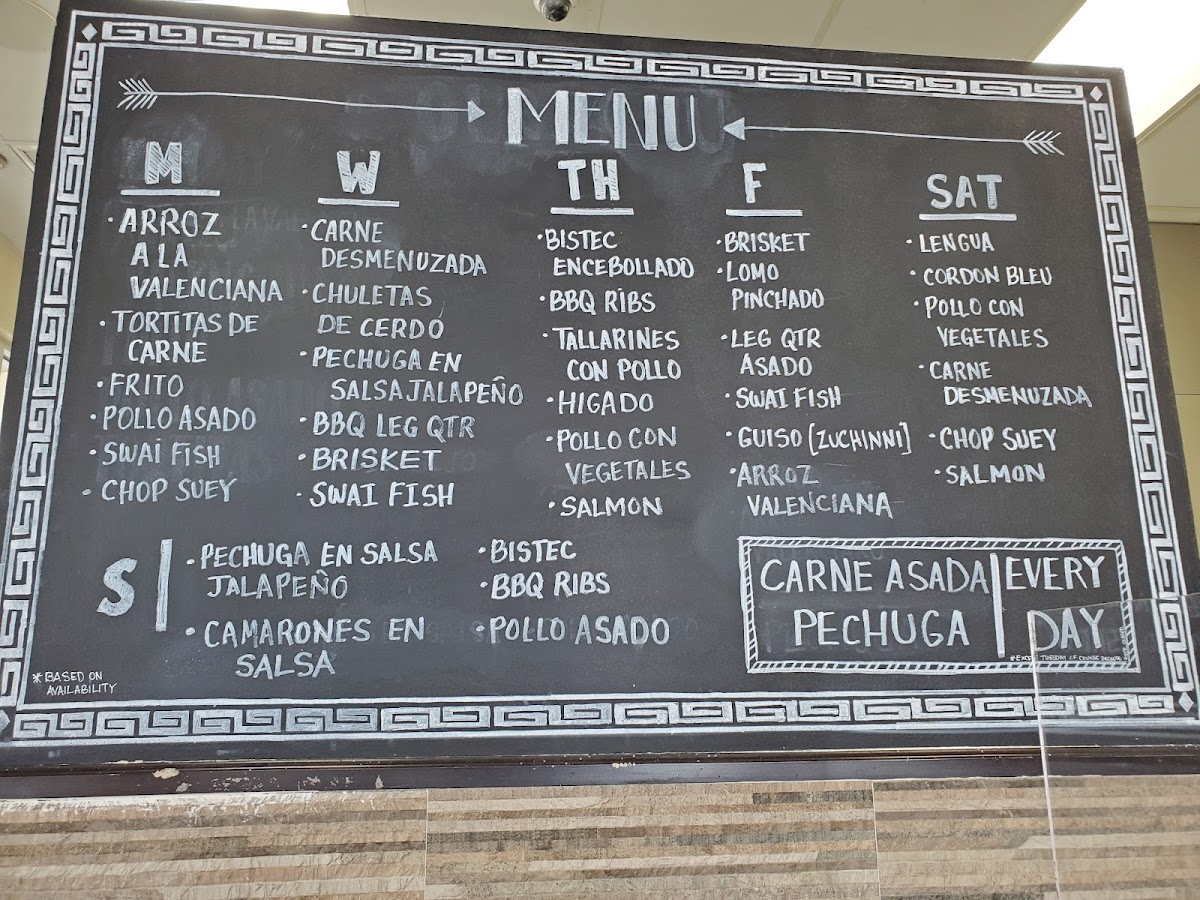 MENU
M
• ARROZ
A LA
VALENCIANA
• TORTITAS DE
CARNE
• FRITO
• POLLO ASADO
• SWAI FISH
• CHOP SUEY
W
• CARNE
DESMENUZADA
• CHULETAS
DE CERDO
• PECHUGA EN
SALSA JALAPEÑO
• BBQ LEG QTR
• BRISKET
• SWAI FISH
TH
• BISTEC
ENCEBOLLADO
• BBQ RIBS
• TALLARINES
CON POLLO
• HIGADO
• POLLO CON
VEGETALES
• SALMON
F
• BRISKET
• LOMO
PINCHADO
• LEG QTR
ASADO
• SWAI FISH
• GUISO [ZUCHINNI]
• ARROZ
VALENCIANA
SAT
• LENGUA
• CORDON BLEU
• POLLO CON
VEGETALES
• CARNE
DESMENUZADA
• CHOP SUEY
• SALMON
S
• PECHUGA EN SALSA
JALAPEÑO
• CAMARONES EN
SALSA
• BISTEC
• BBQ RIBS
• POLLO ASADO
CARNE ASADA
PECHUGA
EVERY
DAY
TUESDAY OF COURSE
* BASED ON
AVAILABILITY